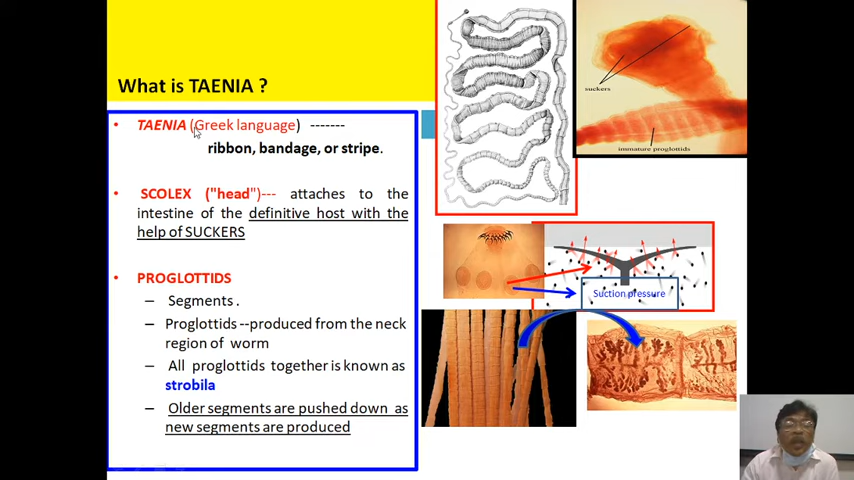 What is TAENIA ?
• TAENIA (Greek language) -------
ribbon, bandage, or stripe.
• SCOLEX ("head")--- attaches to the
intestine of the definitive host with the
help of SUCKERS
• PROGLOTTIDS
– Segments .
– Proglottids --produced from the neck
region of worm
– All proglottids together is known as
strobila
– Older segments are pushed down as
new segments are produced
suckers
immature proglottids
Suction pressure